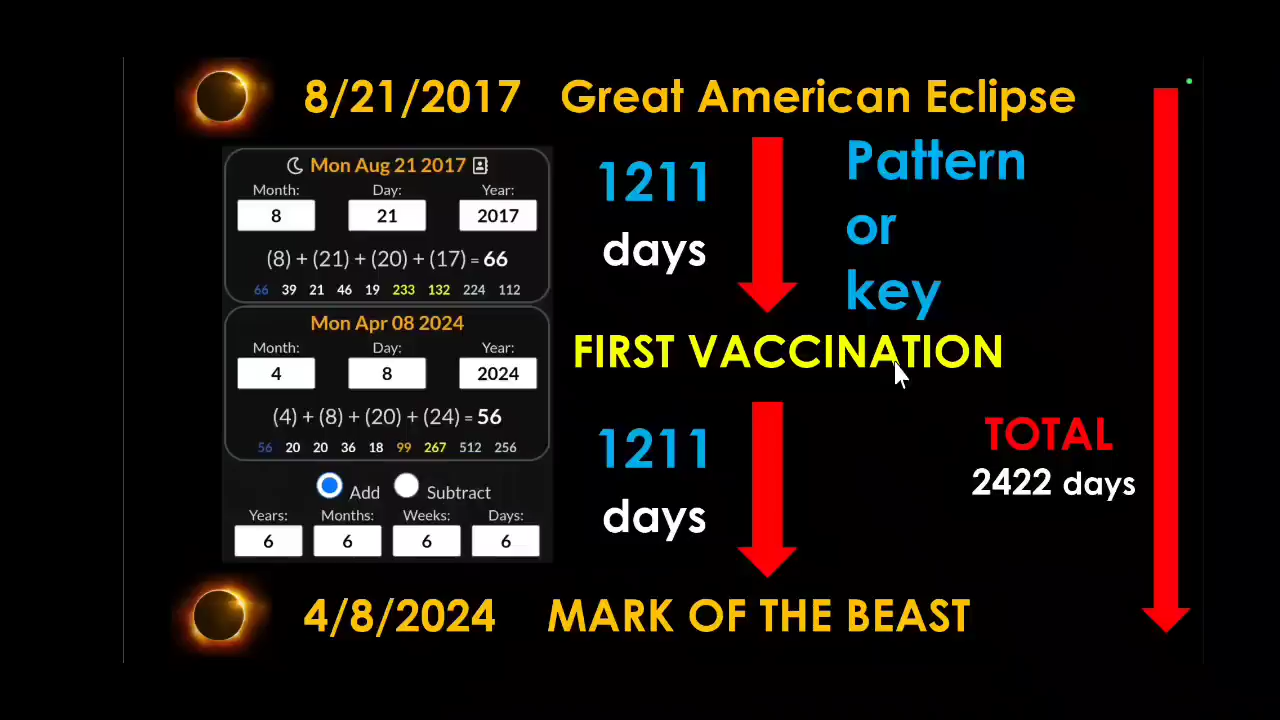 8/21/2017 Great American Eclipse
Mon Aug 21 2017
Month: Day: Year:
8 21 2017
(8) + (21) + (20) + (17) = 66
66 39 21 46 19 233 132 224 112
1211
days
Pattern
or
key
Mon Apr 08 2024
Month: Day: Year:
4 8 2024
(4) + (8) + (20) + (24) = 56
56 20 20 36 18 99 267 512 256
FIRST VACCINATION
Add Subtract
Years: Months: Weeks: Days:
6 6 6 6
1211
days
TOTAL
2422 days
4/8/2024 MARK OF THE BEAST